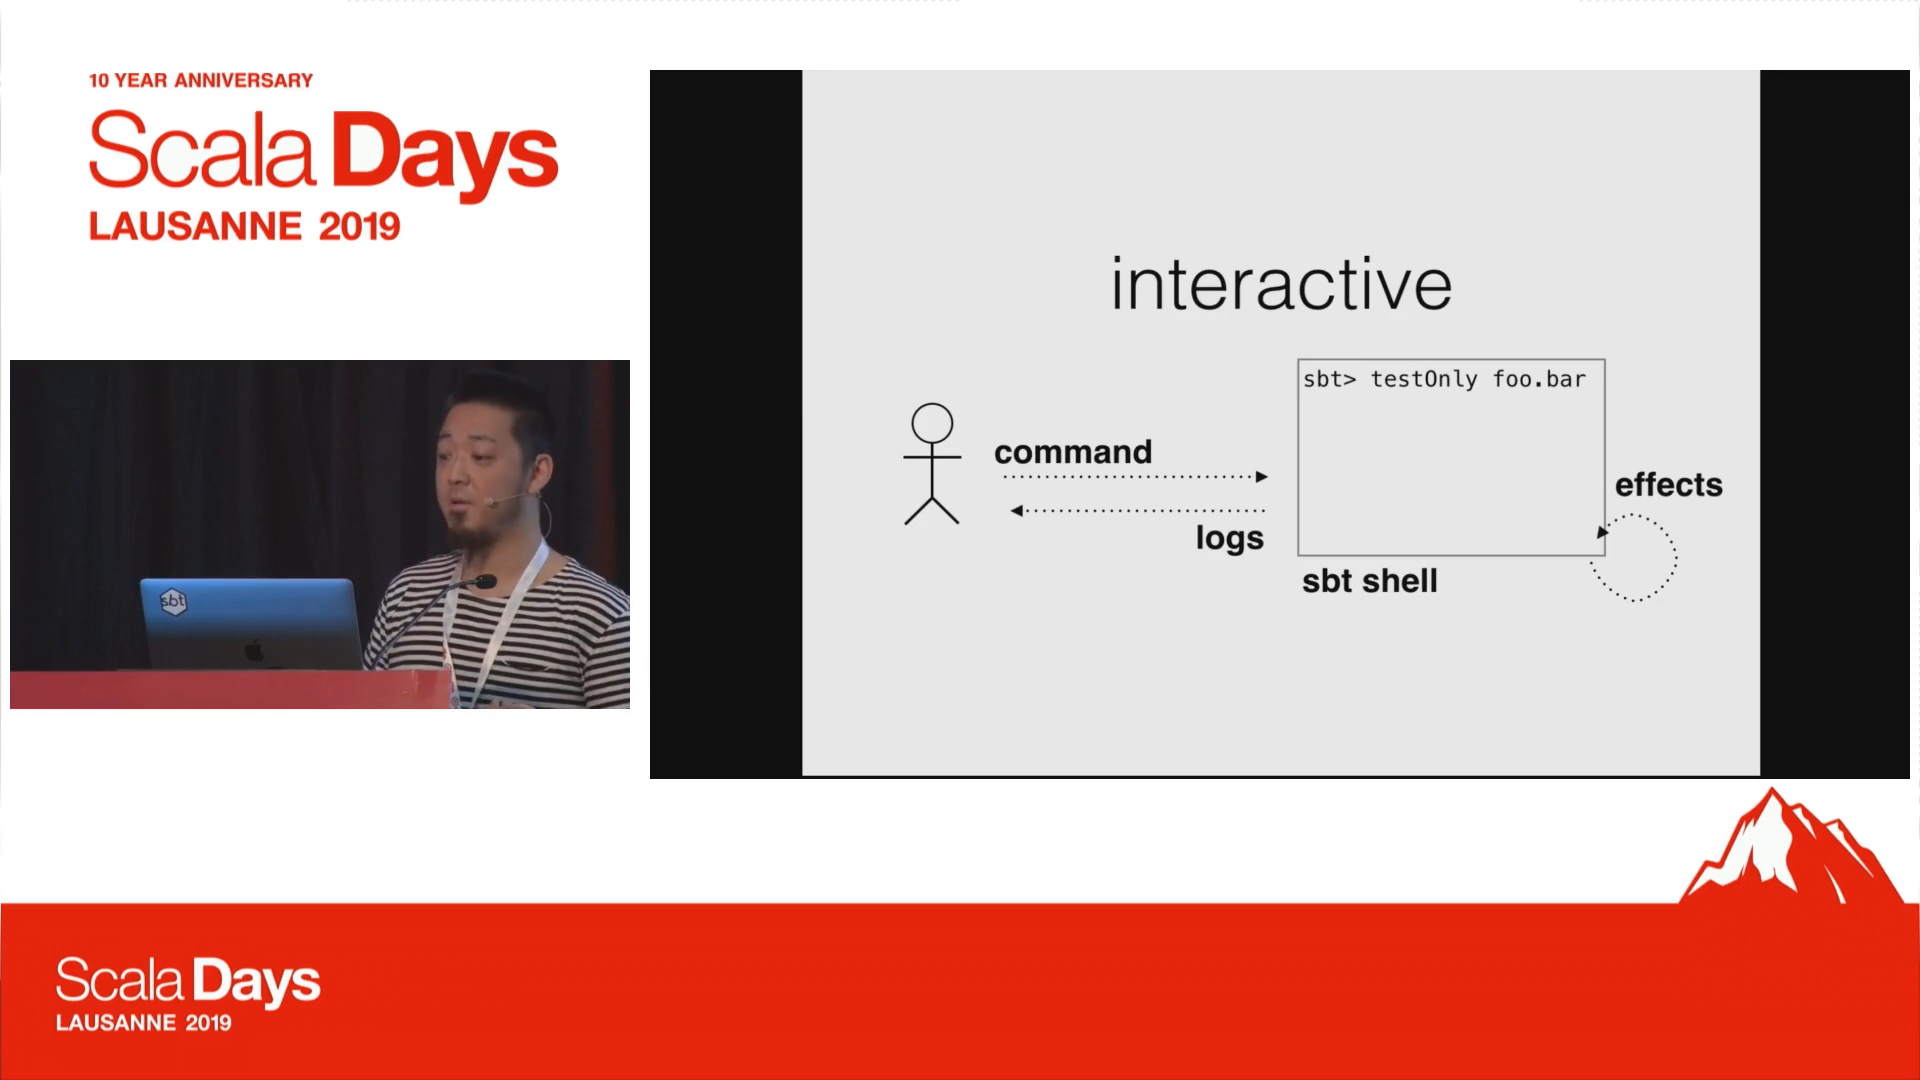 10 YEAR ANNIVERSARY
Scala Days
LAUSANNE 2019
interactive
sbt> testOnly foo.bar
command
effects
logs
sbt shell
sbt
Scala Days
LAUSANNE 2019